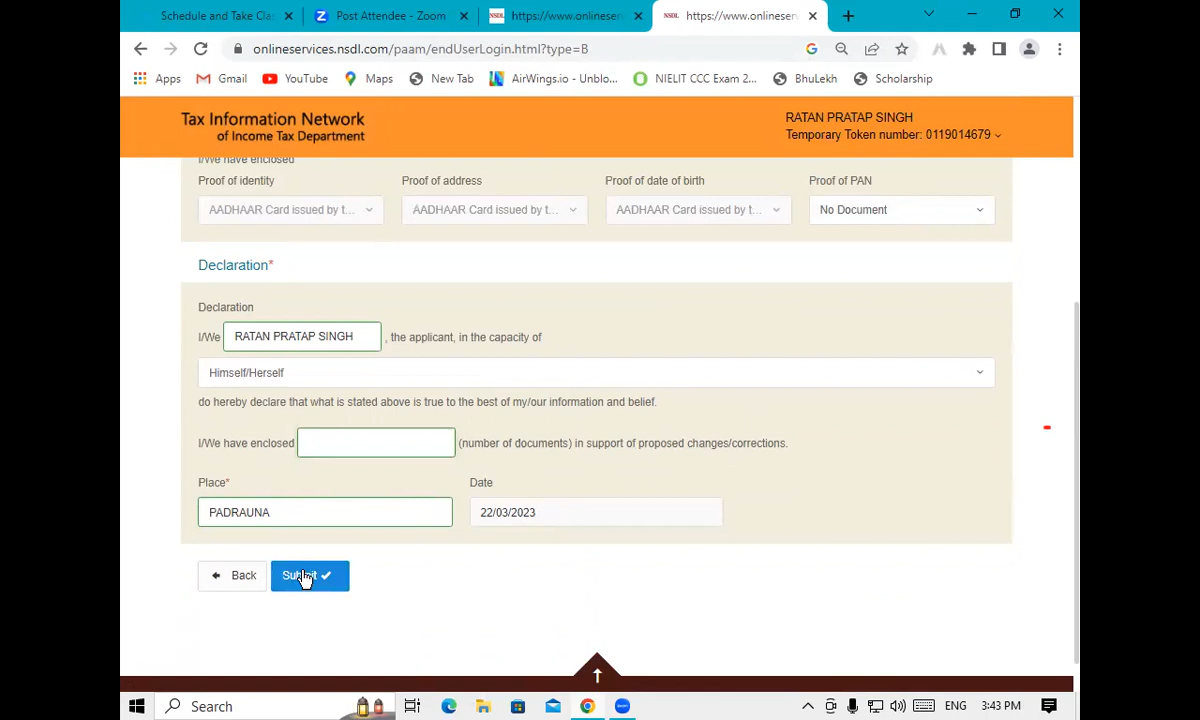 Schedule and Take Clas
Post Attendee - Zoom
NSDL https://www.onlineserv
NSDL https://www.onlineserv
onlineservices.nsdl.com/paam/endUserLogin.html?type=B
Apps Gmail YouTube Maps New Tab AirWings.io - Unblo... NIELIT CCC Exam 2... BhuLekh Scholarship
Tax Information Network
of Income Tax Department
RATAN PRATAP SINGH
Temporary Token number: 0119014679
I/We have enclosed
Proof of identity Proof of address Proof of date of birth Proof of PAN
AADHAAR Card issued by t... AADHAAR Card issued by t... AADHAAR Card issued by t... No Document
Declaration*
Declaration
I/We RATAN PRATAP SINGH , the applicant, in the capacity of
Himself/Herself
do hereby declare that what is stated above is true to the best of my/our information and belief.
I/We have enclosed (number of documents) in support of proposed changes/corrections.
Place* Date
PADRAUNA 22/03/2023
Back Submit
Search ENG 3:43 PM